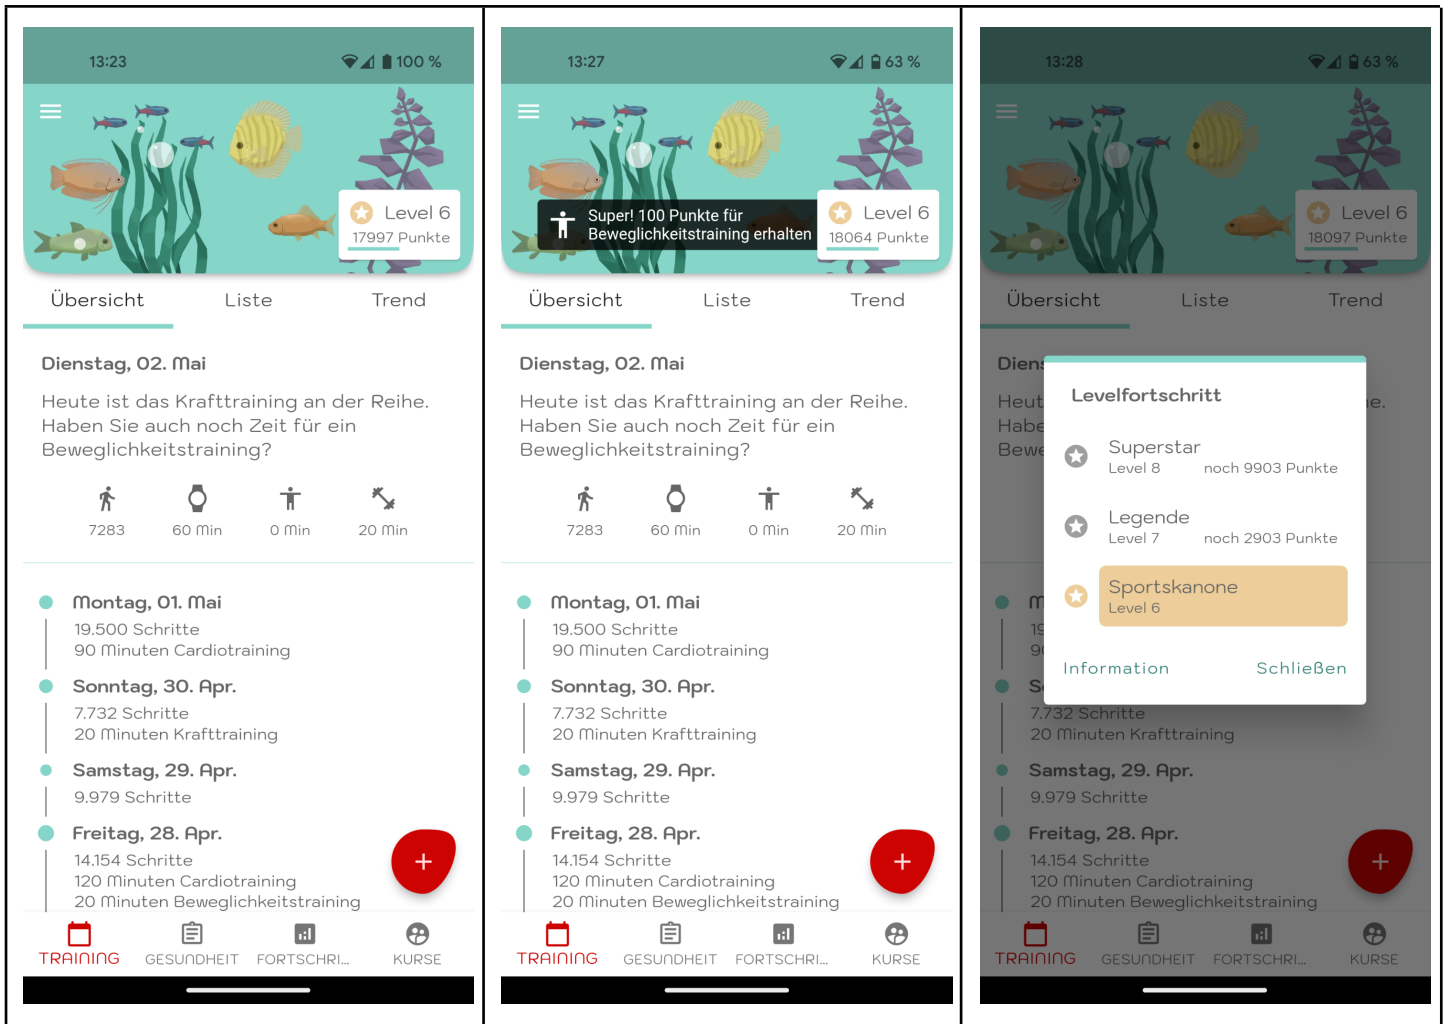 13:23
100 %
Level 6
17997 Punkte
Übersicht
Liste
Trend
Dienstag, 02. Mai
Heute ist das Krafttraining an der Reihe.
Haben Sie auch noch Zeit für ein
Beweglichkeitstraining?
7283
60 Min
0 Min
20 Min
Montag, 01. Mai
19.500 Schritte
90 Minuten Cardiotraining
Sonntag, 30. Apr.
7.732 Schritte
20 Minuten Krafttraining
Samstag, 29. Apr.
9.979 Schritte
Freitag, 28. Apr.
14.154 Schritte
120 Minuten Cardiotraining
20 Minuten Beweglichkeitstraining
TRAINING
GESUNDHEIT
FORTSCHRI...
KURSE
13:27
63 %
Super! 100 Punkte für
Beweglichkeitstraining erhalten
Level 6
18064 Punkte
Übersicht
Liste
Trend
Dienstag, 02. Mai
Heute ist das Krafttraining an der Reihe.
Haben Sie auch noch Zeit für ein
Beweglichkeitstraining?
7283
60 Min
0 Min
20 Min
Montag, 01. Mai
19.500 Schritte
90 Minuten Cardiotraining
Sonntag, 30. Apr.
7.732 Schritte
20 Minuten Krafttraining
Samstag, 29. Apr.
9.979 Schritte
Freitag, 28. Apr.
14.154 Schritte
120 Minuten Cardiotraining
20 Minuten Beweglichkeitstraining
TRAINING
GESUNDHEIT
FORTSCHRI...
KURSE
13:28
63 %
Level 6
18097 Punkte
Übersicht
Liste
Trend
Diens
Heut
e.
Habe
Bewe
Levelfortschritt
Superstar
Level 8
noch 9903 Punkte
Legende
Level 7
noch 2903 Punkte
Sportskanone
Level 6
Information
Schließen
M
19
90
S
7.732 Schritte
20 Minuten Krafttraining
Samstag, 29. Apr.
9.979 Schritte
Freitag, 28. Apr.
14.154 Schritte
120 Minuten Cardiotraining
20 Minuten Beweglichkeitstraining
TRAINING
GESUNDHEIT
FORTSCHRI...
KURSE